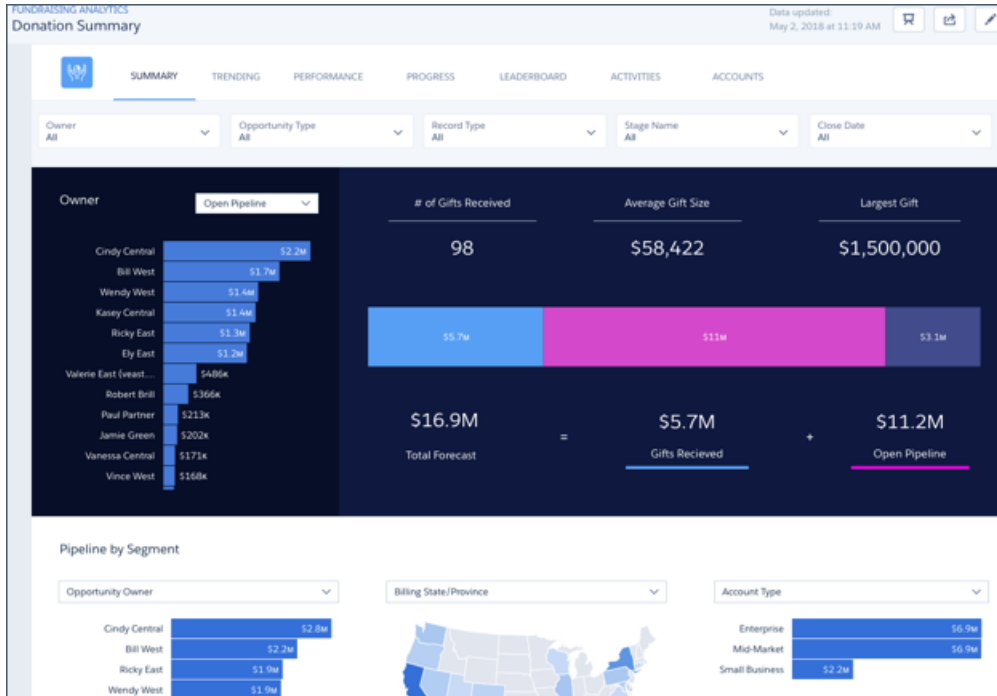 FUNDRAISING ANALYTICS
Donation Summary
Data updated:
May 2, 2018 at 11:19 AM
SUMMARY
TRENDING
PERFORMANCE
PROGRESS
LEADERBOARD
ACTIVITIES
ACCOUNTS
Owner
All
Opportunity Type
All
Record Type
All
Stage Name
All
Close Date
All
Owner
Open Pipeline
Cindy Central $2.2M
Bill West $1.7M
Wendy West $1.4M
Kasey Central $1.4M
Ricky East $1.3M
Ely East $1.2M
Valerie East (veast... $486K
Robert Brill $366K
Paul Partner $213K
Jamie Green $202K
Vanessa Central $171K
Vince West $168K
# of Gifts Received
98
Average Gift Size
$58,422
Largest Gift
$1,500,000
$5.7M $11M $3.1M
$16.9M = $5.7M + $11.2M
Total Forecast Gifts Recieved Open Pipeline
Pipeline by Segment
Opportunity Owner
Cindy Central $2.8M
Bill West $2.2M
Ricky East $1.9M
Wendy West $1.9M
Billing State/Province
Account Type
Enterprise $6.9M
Mid-Market $6.9M
Small Business $2.2M